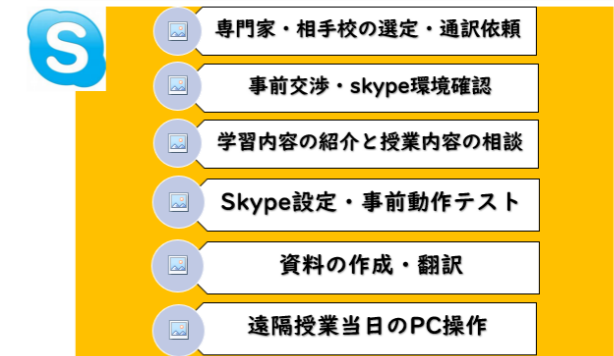 S
専門家・相手校の選定・通訳依頼
事前交渉・skype環境確認
学習内容の紹介と授業内容の相談
Skype設定・事前動作テスト
資料の作成・翻訳
遠隔授業当日のPC操作